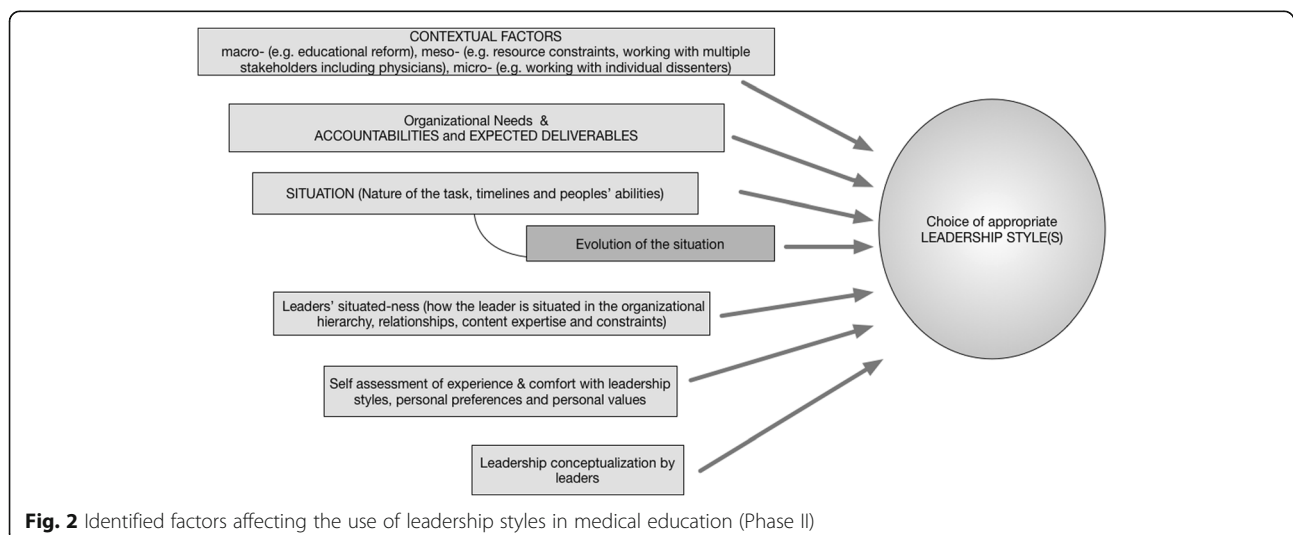 CONTEXTUAL FACTORS
macro- (e.g. educational reform), meso- (e.g. resource constraints, working with multiple
stakeholders including physicians), micro- (e.g. working with individual dissenters)
Organizational Needs &
ACCOUNTABILITIES and EXPECTED DELIVERABLES
SITUATION (Nature of the task, timelines and peoples' abilities)
Evolution of the situation
Leaders' situated-ness (how the leader is situated in the organizational
hierarchy, relationships, content expertise and constraints)
Self assessment of experience & comfort with leadership
styles, personal preferences and personal values
Leadership conceptualization by
leaders
Choice of appropriate
LEADERSHIP STYLE(S)
Fig. 2 Identified factors affecting the use of leadership styles in medical education (Phase II)